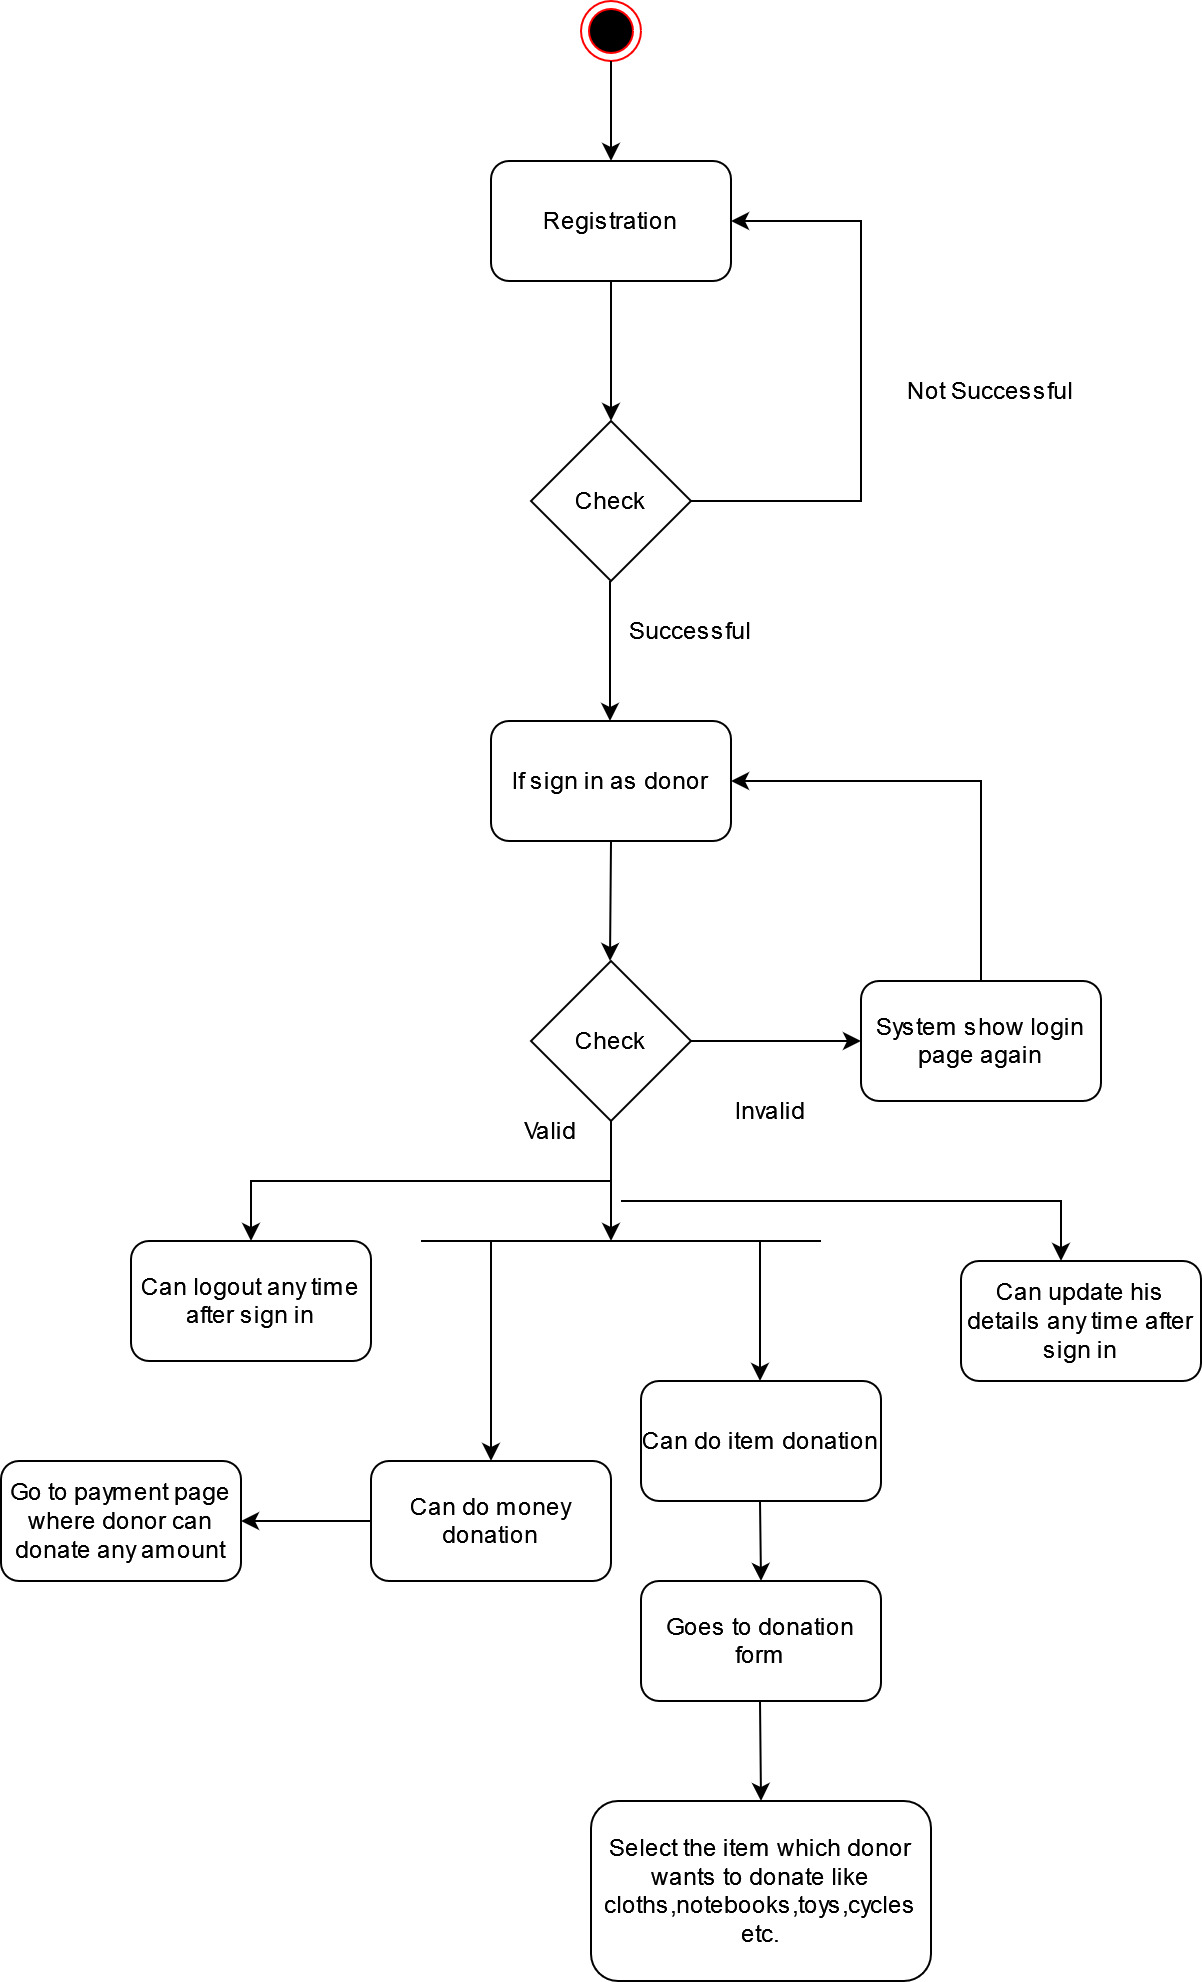 Registration
Not Successful
Check
Successful
If sign in as donor
System show login
page again
Check
Invalid
Valid
Can logout any time
after sign in
Can update his
details any time after
sign in
Can do item donation
Go to payment page
where donor can
donate any amount
Can do money
donation
Goes to donation
form
Select the item which donor
wants to donate like
cloths,notebooks,toys,cycles
etc.